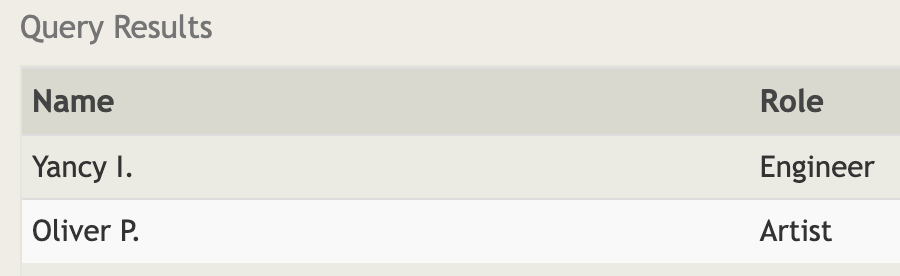 Query Results
Name Role
Yancy I. Engineer
Oliver P. Artist